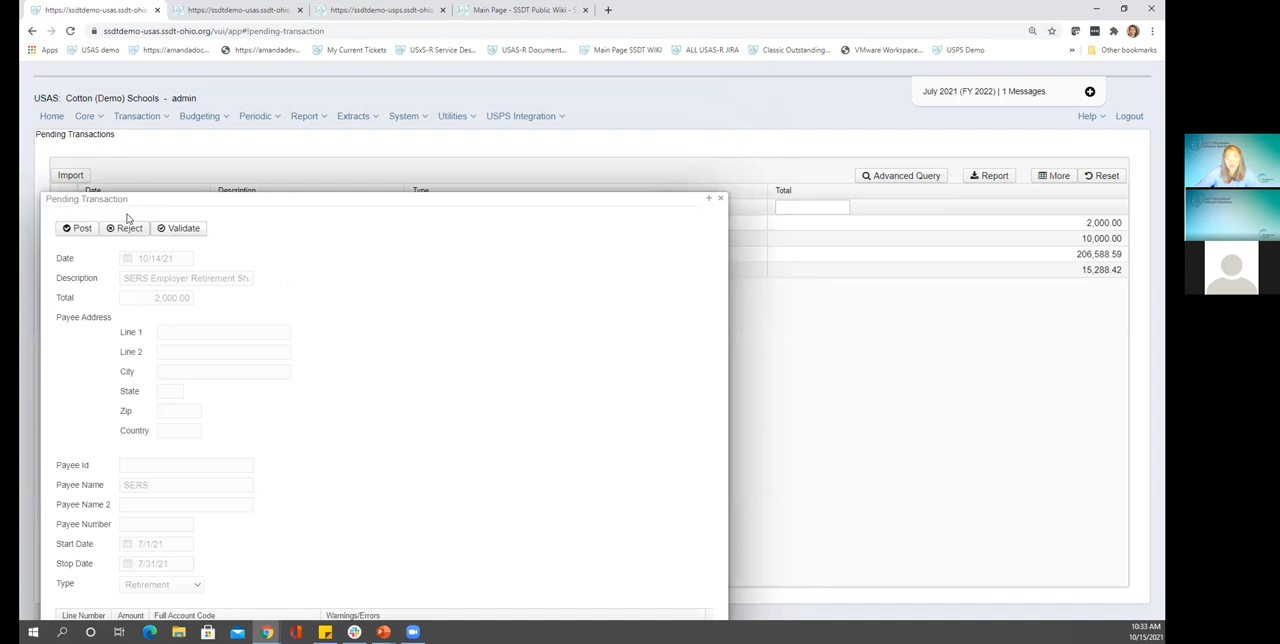 https://ssdtdemo-usas.ssdt-ohio.org/
https://ssdtdemo-usas.ssdt-ohio.org
https://ssdtdemo-usps.ssdt-ohio.
Main Page - SSDT Public Wiki - S
ssdtdemo-usas.ssdt-ohio.org/vui/app#!pending-transaction
Apps USAS demo https://amandadoc... https://amandadev... My Current Tickets USxS-R Service Des... USAS-R Document... Main Page SSDT WIKI ALL USAS-R JIRA Classic Outstanding... VMware Workspace... USPS Demo » Other bookmarks
USAS: Cotton (Demo) Schools - admin
July 2021 (FY 2022) | 1 Messages
Home Core Transaction Budgeting Periodic Report Extracts System Utilities USPS Integration Help Logout
Pending Transactions
Import Advanced Query Report More Reset
Date Description Type Total
Pending Transaction
Post Reject Validate
2,000.00
10,000.00
206,588.59
15,288.42
Date 10/14/21
Description SERS Employer Retirement Sh
Total 2,000.00
Payee Address
Line 1
Line 2
City
State
Zip
Country
Payee Id
Payee Name SERS
Payee Name 2
Payee Number
Start Date 7/1/21
Stop Date 7/31/21
Type Retirement
Line Number Amount Full Account Code Warnings/Errors
10:33 AM
10/15/2021